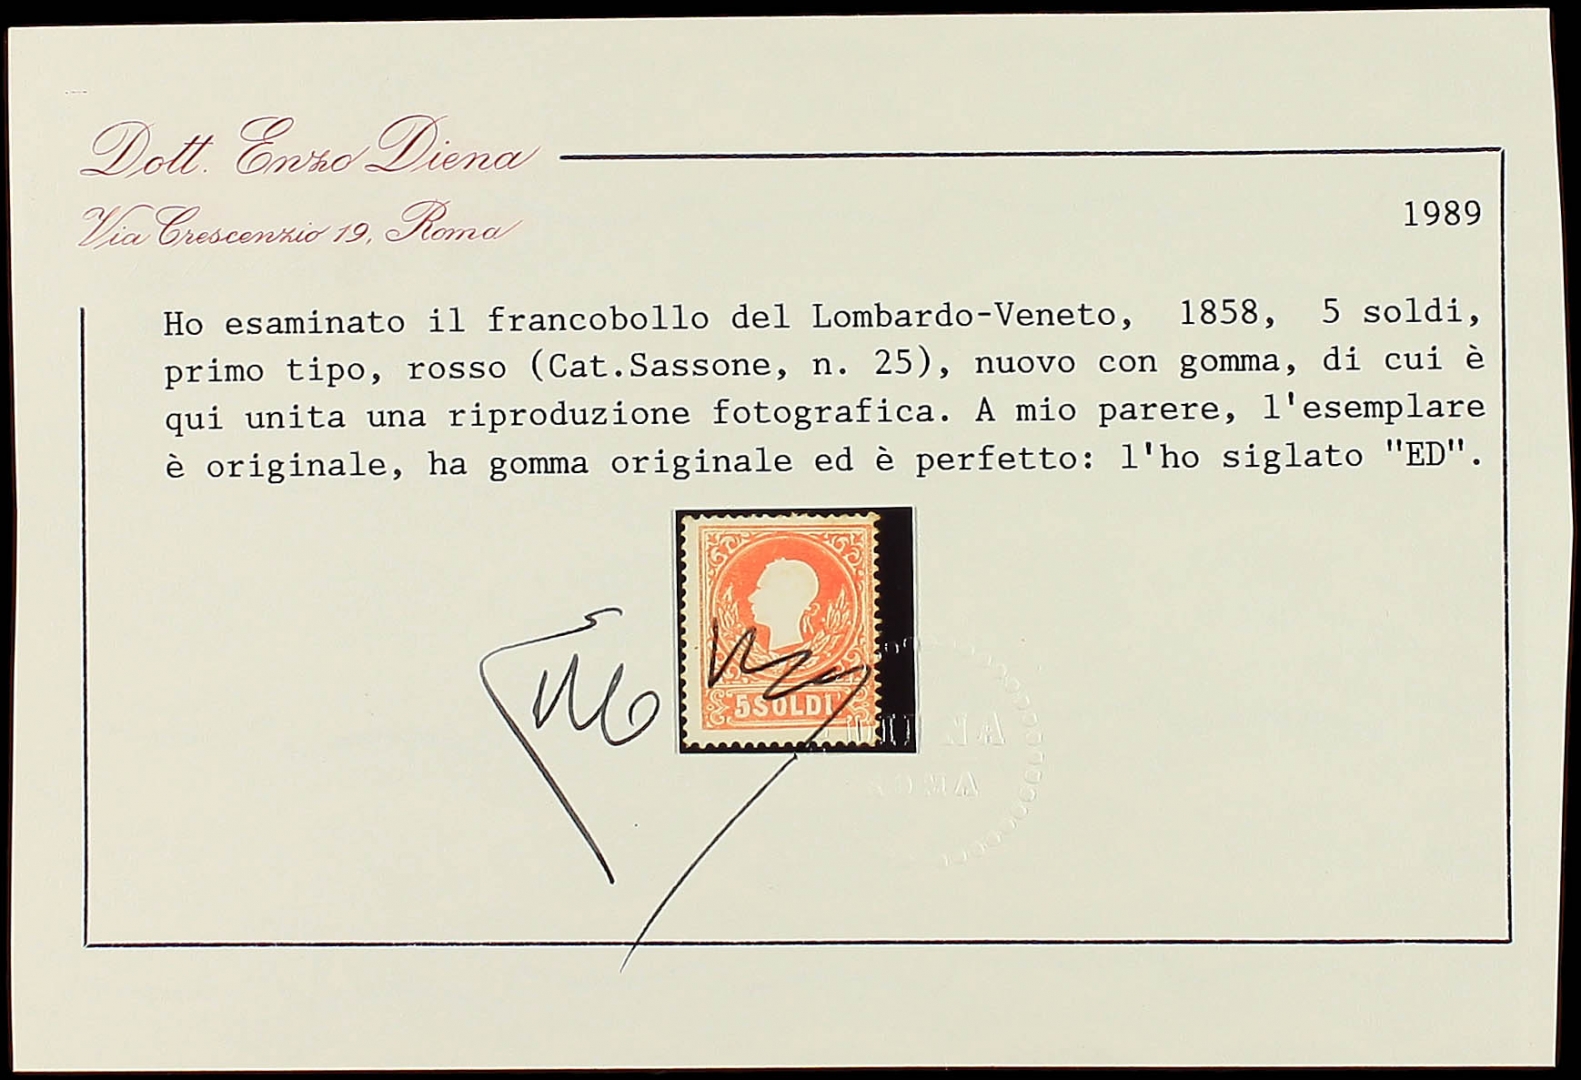 Dott. Enzo Diena
Via Crescenzio 19, Roma
1989
Ho esaminato il francobollo del Lombardo-Veneto, 1858, 5 soldi,
primo tipo, rosso (Cat.Sassone, n. 25), nuovo con gomma, di cui è
qui unita una riproduzione fotografica. A mio parere, l'esemplare
è originale, ha gomma originale ed è perfetto: l'ho siglato "ED".
5 SOLDI